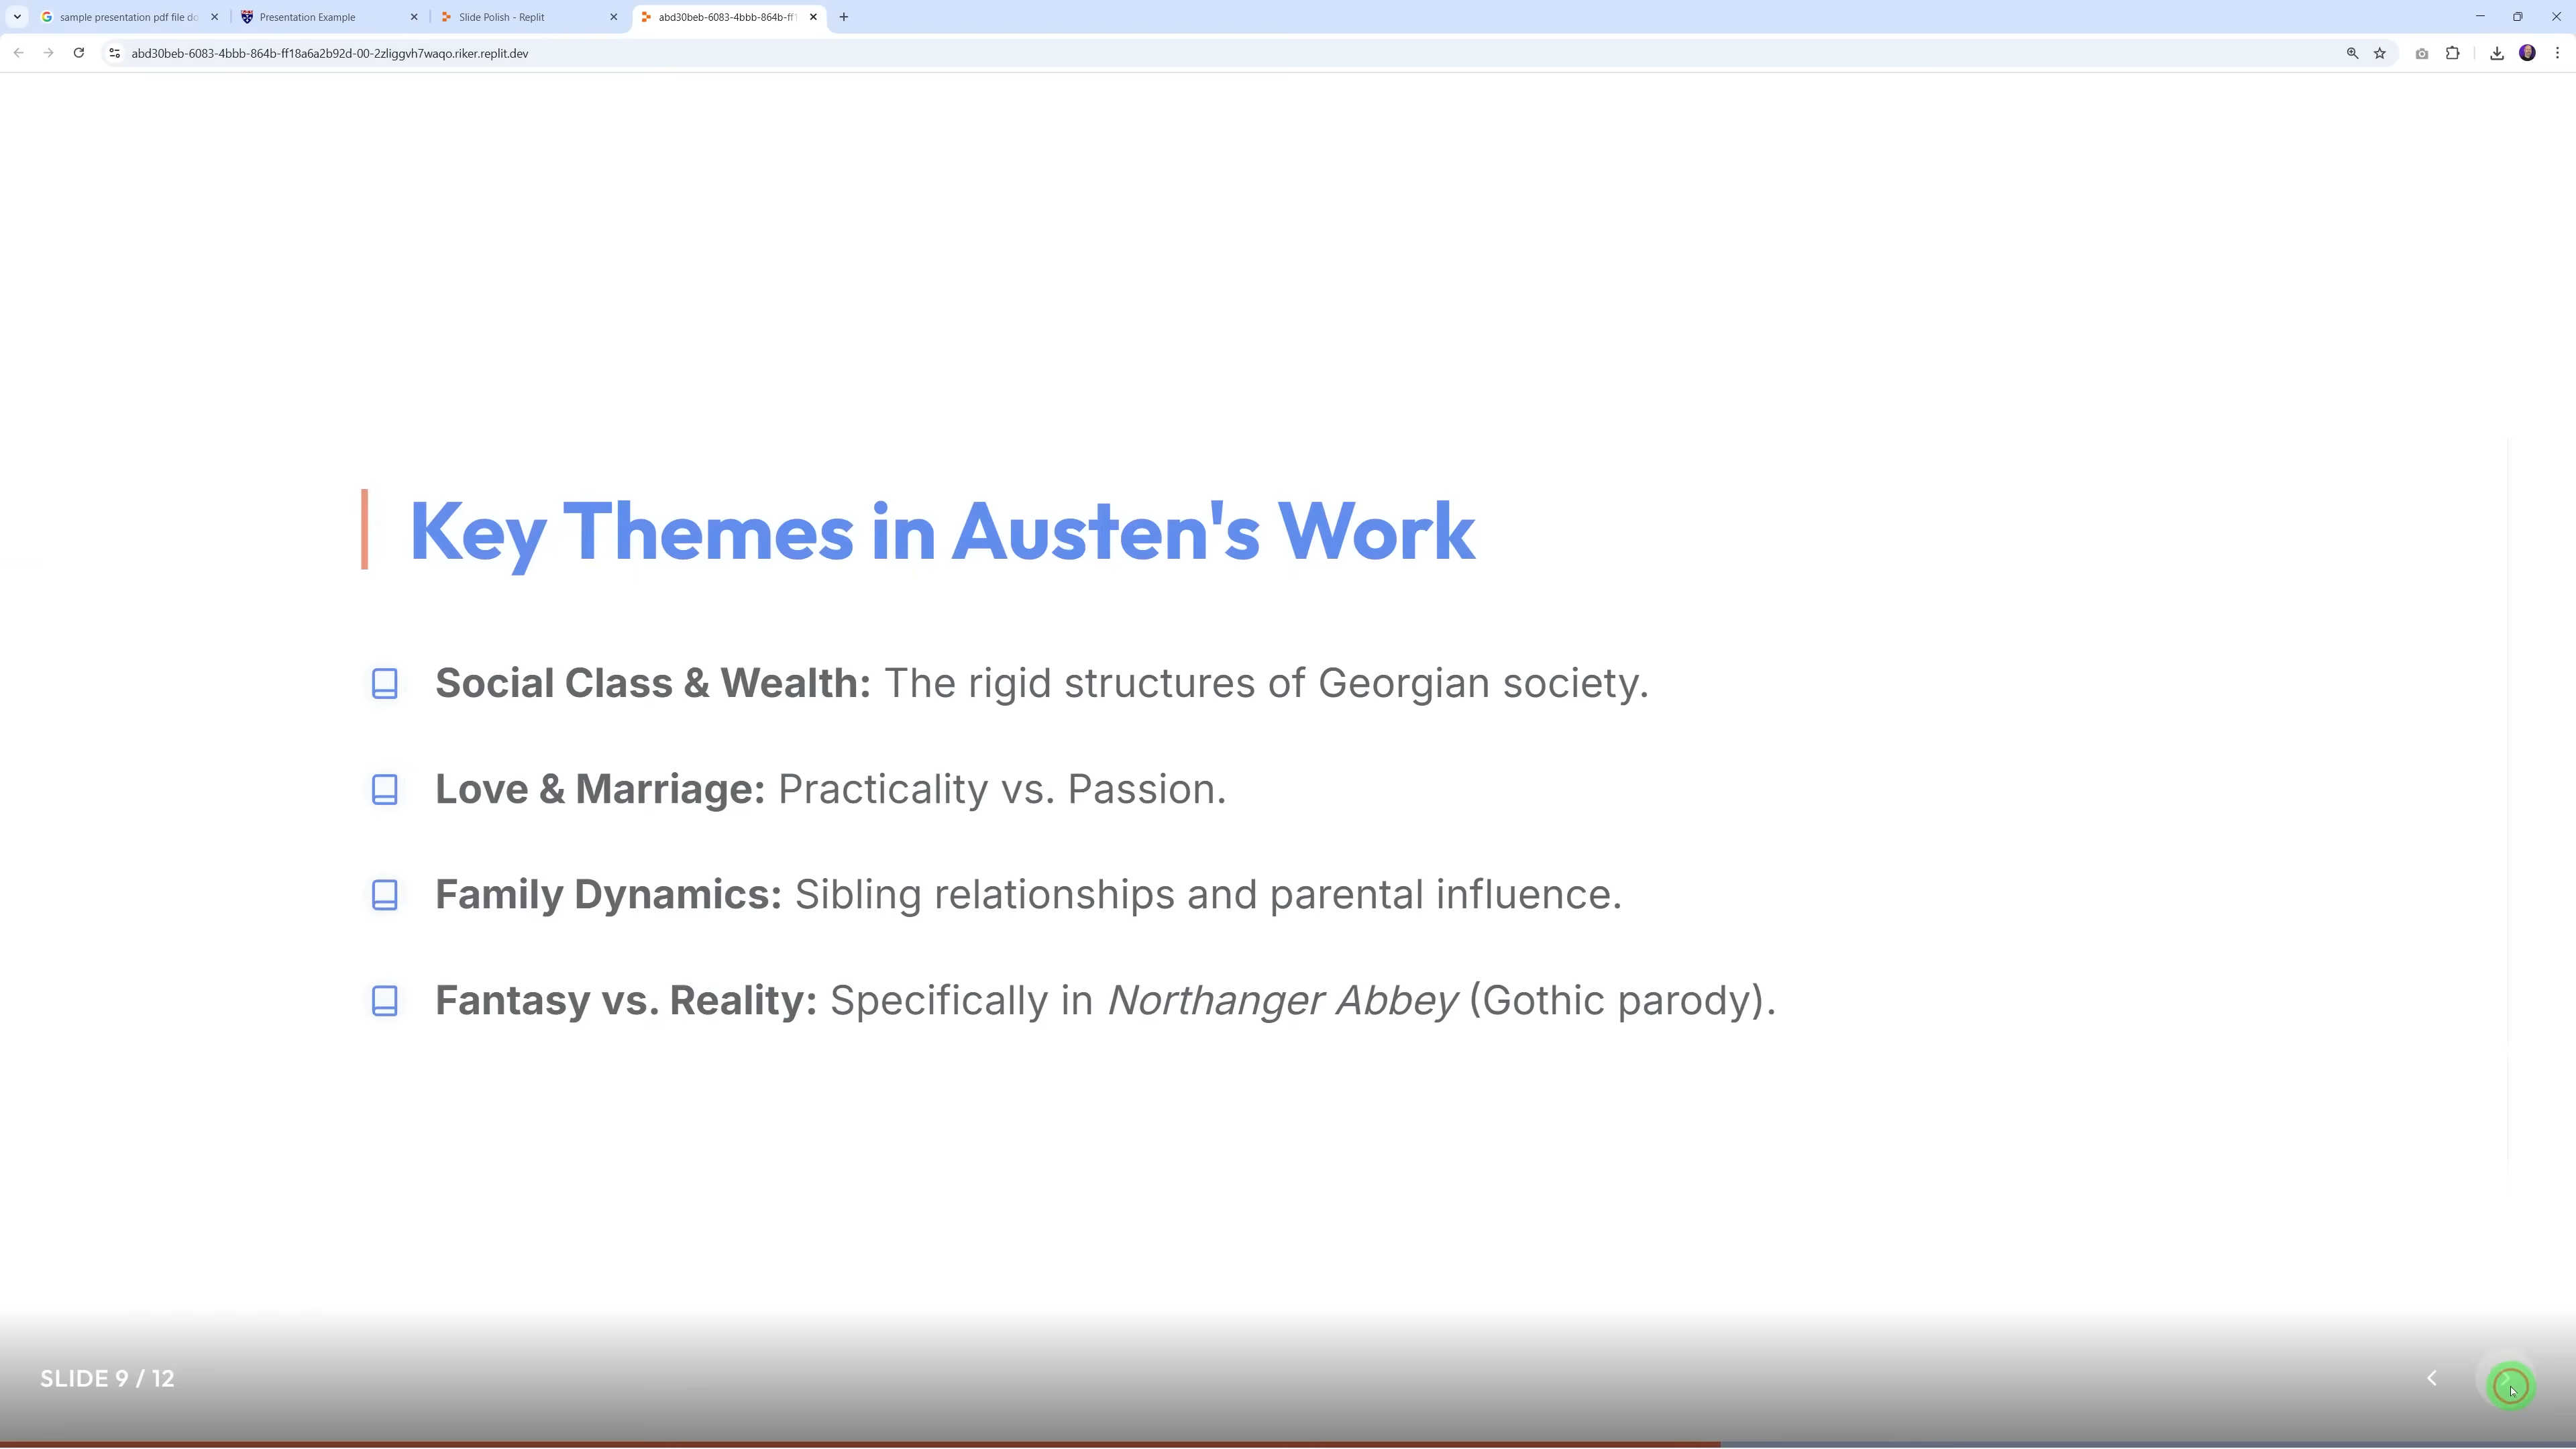 sample presentation pdf file do
Presentation Example
Slide Polish - Replit
abd30beb-6083-4bbb-864b-ff1
abd30beb-6083-4bbb-864b-ff18a6a2b92d-00-2zliggvh7waqo.riker.replit.dev
Key Themes in Austen's Work
Social Class & Wealth: The rigid structures of Georgian society.
Love & Marriage: Practicality vs. Passion.
Family Dynamics: Sibling relationships and parental influence.
Fantasy vs. Reality: Specifically in Northanger Abbey (Gothic parody).
SLIDE 9 / 12